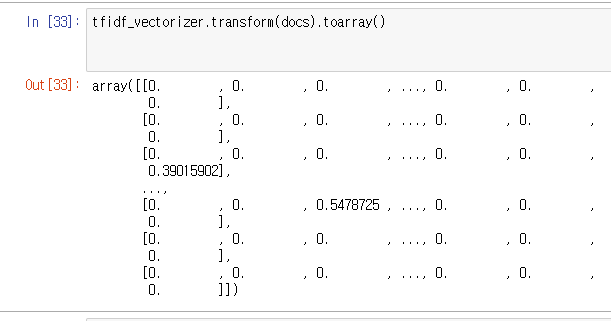 In [33]: tfidf_vectorizer.transform(docs).toarray()
Out[33]: array([[0.        , 0.        , 0.        , ..., 0.        , 0.        ,
0.        ],
[0.        , 0.        , 0.        , ..., 0.        , 0.        ,
0.        ],
[0.        , 0.        , 0.        , ..., 0.        , 0.        ,
0.39015902],
...,
[0.        , 0.        , 0.5478725 , ..., 0.        , 0.        ,
0.        ],
[0.        , 0.        , 0.        , ..., 0.        , 0.        ,
0.        ],
[0.        , 0.        , 0.        , ..., 0.        , 0.        ,
0.        ]])